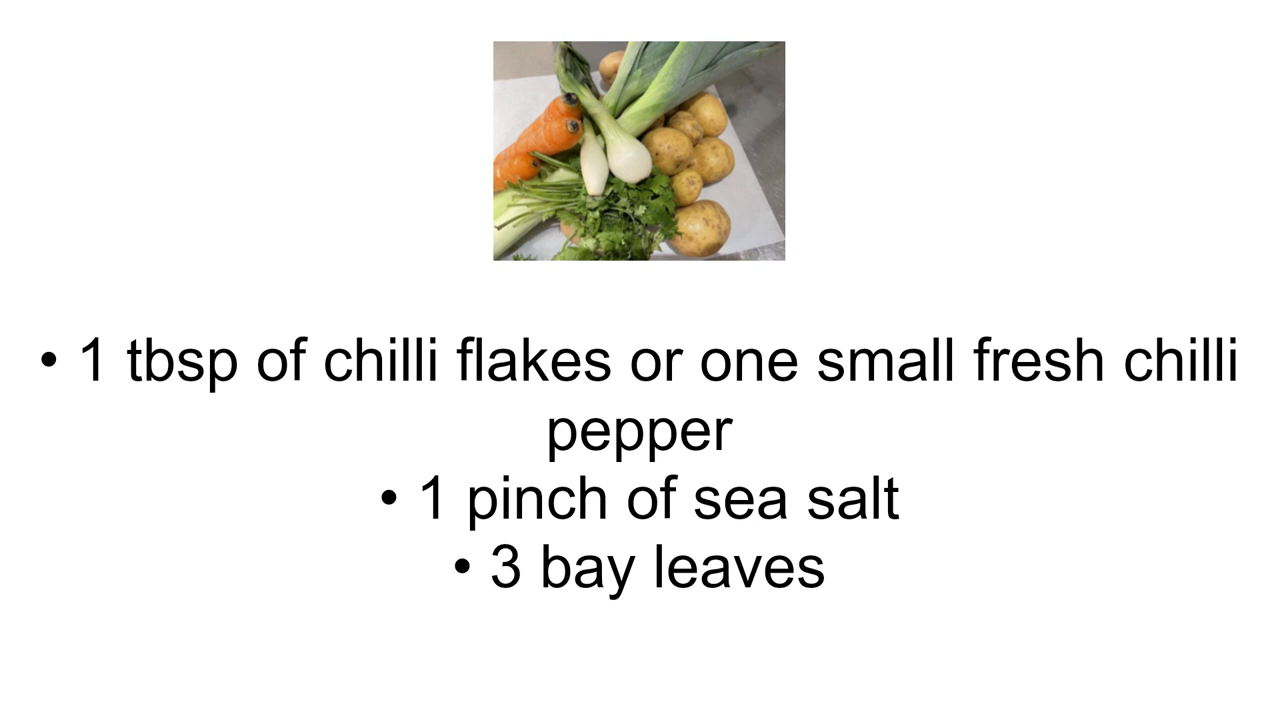 • 1 tbsp of chilli flakes or one small fresh chilli
pepper
• 1 pinch of sea salt
• 3 bay leaves